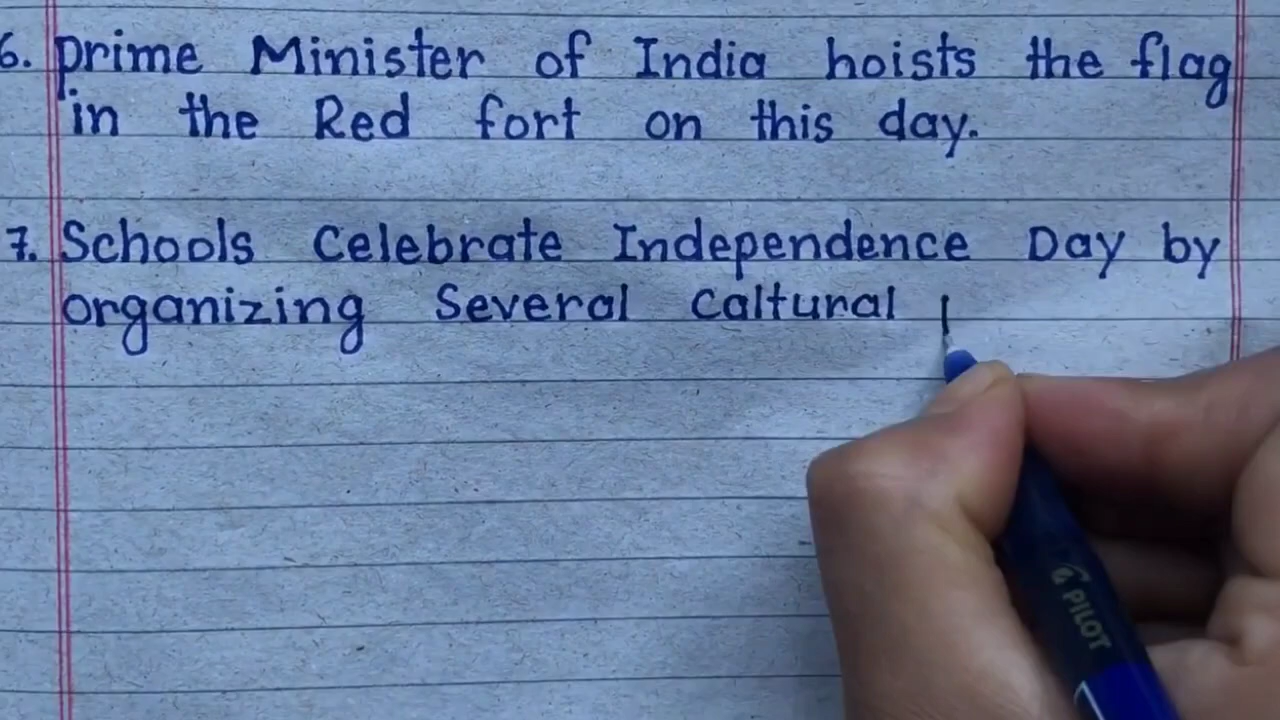 6. prime Minister of India hoists the flag
in the Red fort on this day.
7. Schools Celebrate Independence Day by
organizing Several Caltural
PILOT